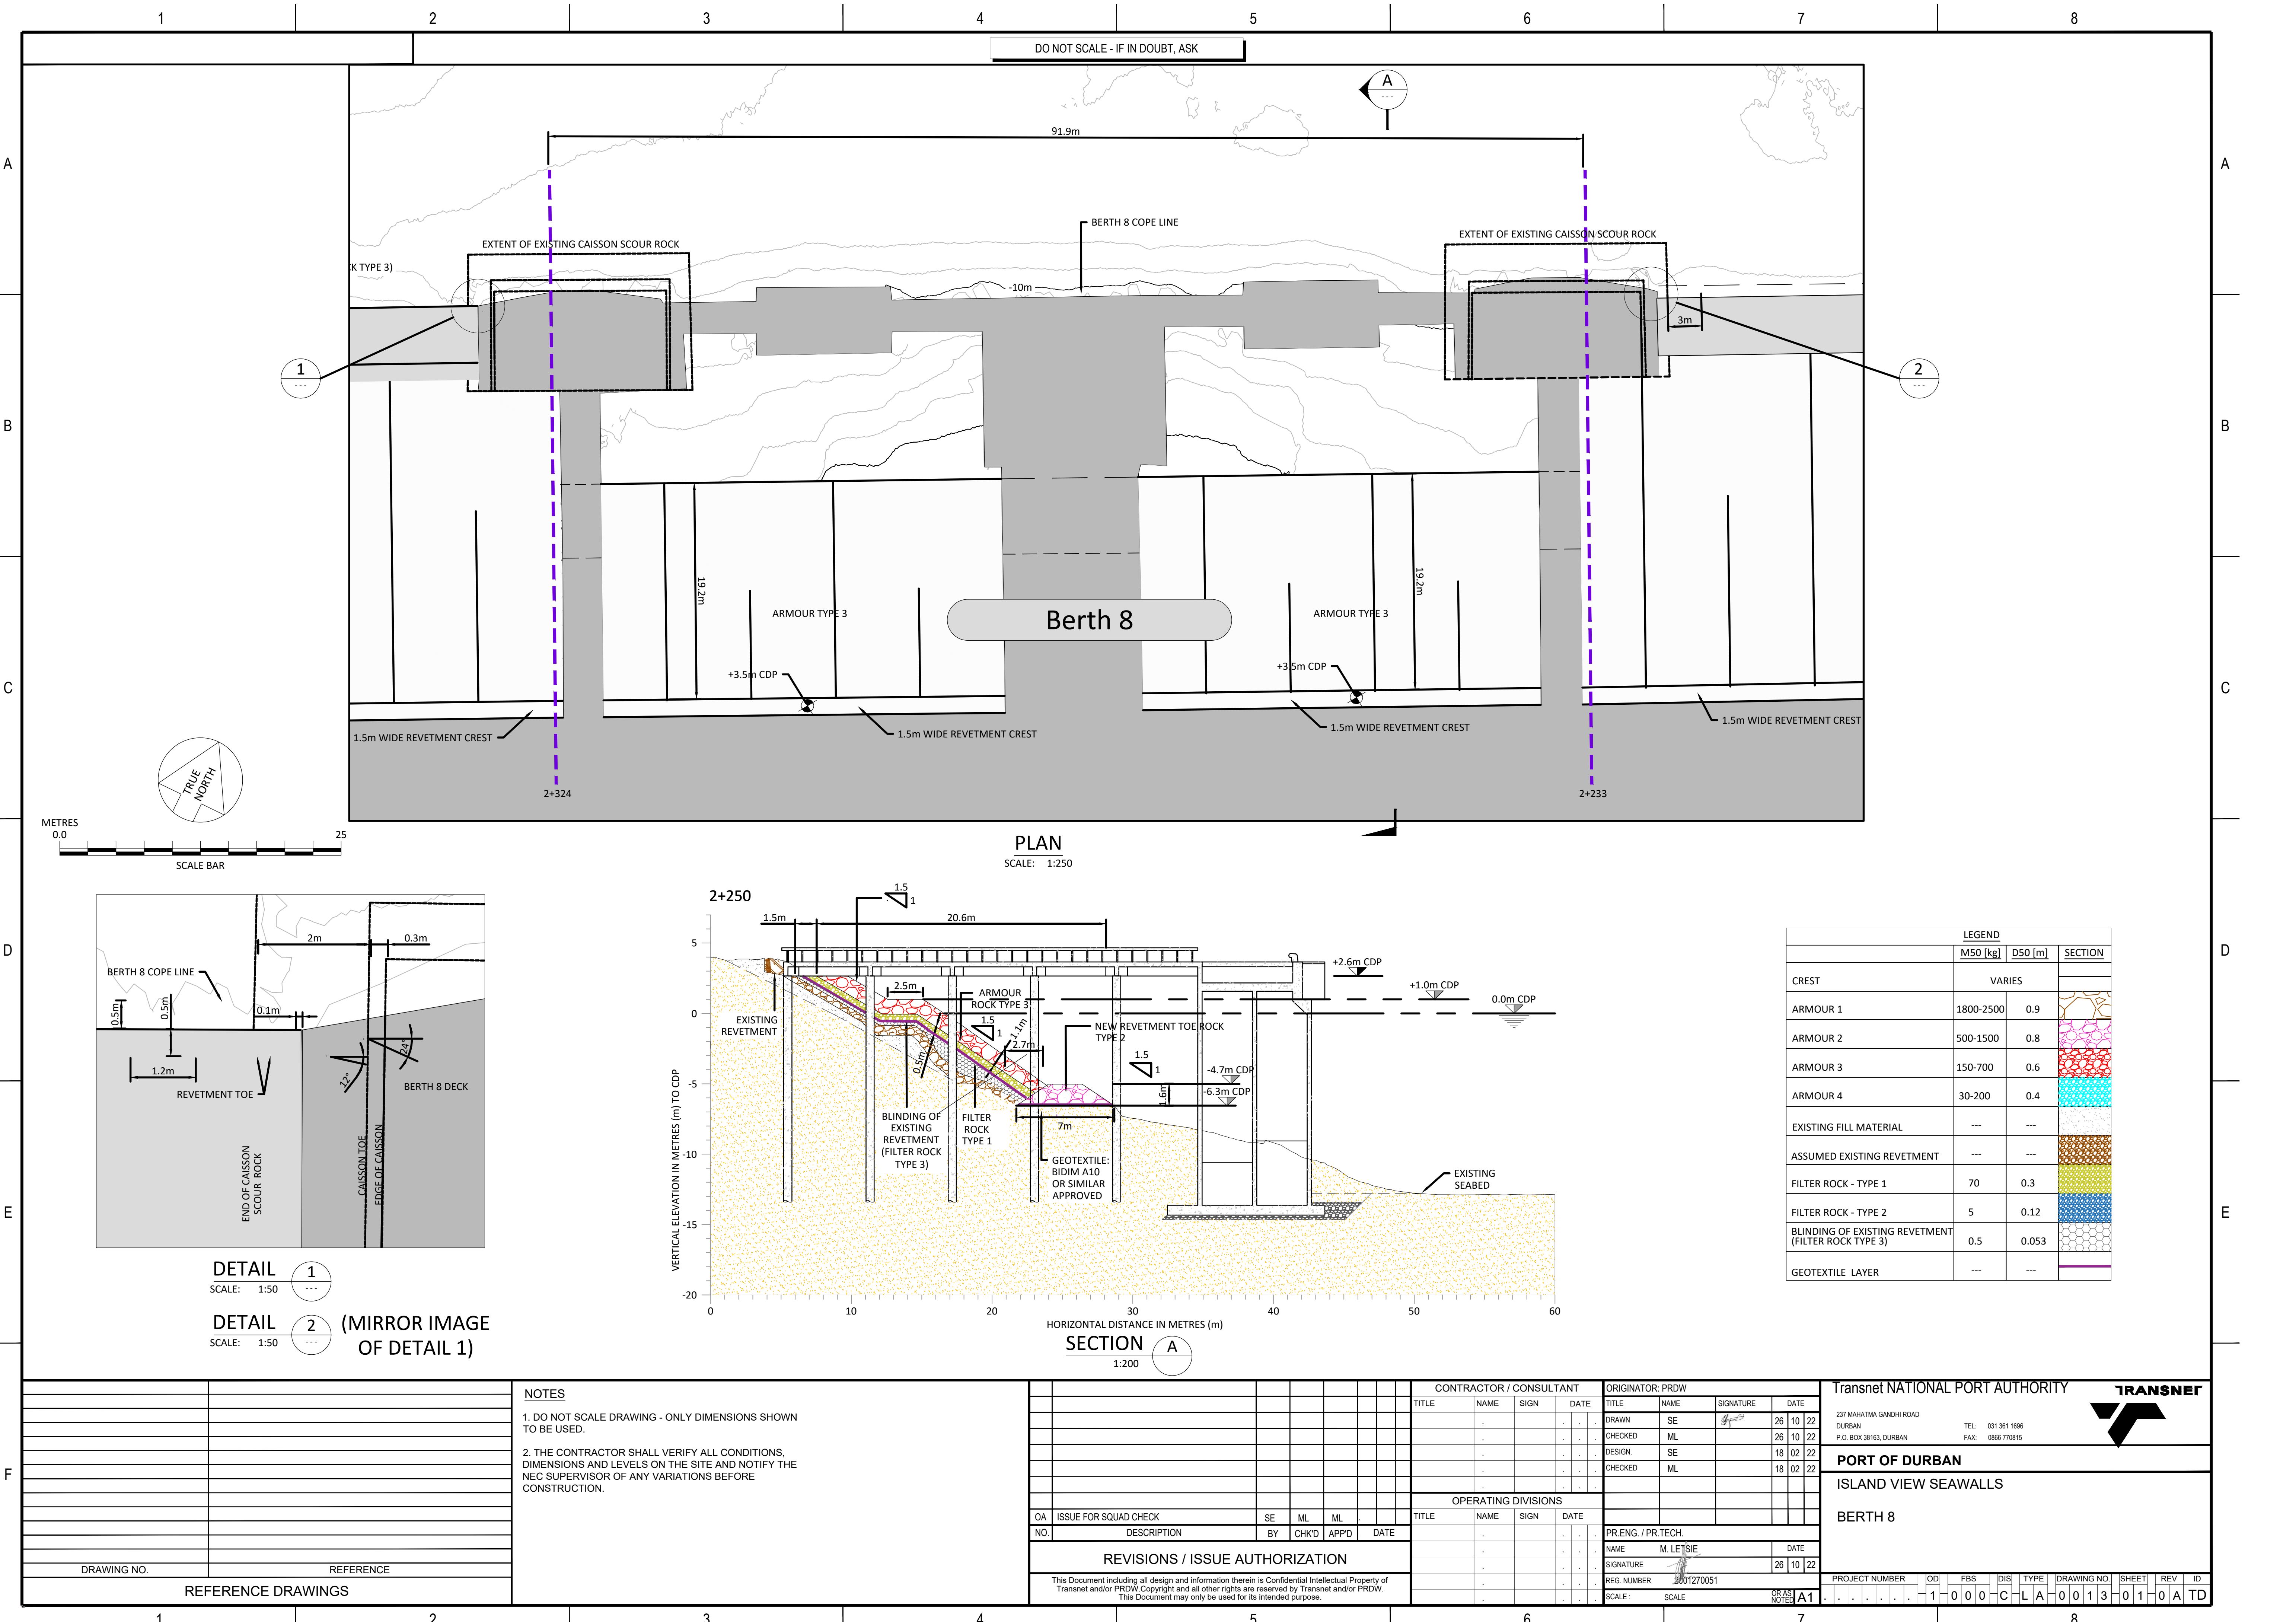 1 2 3 4 5 6 7 8
DO NOT SCALE - IF IN DOUBT, ASK
A
---
91.9m
A
A
BERTH 8 COPE LINE
EXTENT OF EXISTING CAISSON SCOUR ROCK
EXTENT OF EXISTING CAISSON SCOUR ROCK
K TYPE 3)
-10m
3m
1
---
2
---
B
B
19.2m
19.2m
ARMOUR TYPE 3
Berth 8
ARMOUR TYPE 3
+3.5m CDP
+3.5m CDP
C
C
1.5m WIDE REVETMENT CREST
1.5m WIDE REVETMENT CREST
1.5m WIDE REVETMENT CREST
1.5m WIDE REVETMENT CREST
2+324
2+233
TRUE
NORTH
METRES
0.0
25
SCALE BAR
PLAN
SCALE: 1:250
D
D
2m
0.3m
BERTH 8 COPE LINE
0.5m
0.5m
0.1m
1.2m
REVETMENT TOE
12°
24°
BERTH 8 DECK
END OF CAISSON
SCOUR ROCK
CAISSON TOE
EDGE OF CAISSON
DETAIL 1
SCALE: 1:50
---
DETAIL 2 (MIRROR IMAGE
SCALE: 1:50
---
OF DETAIL 1)
2+250
1.5
1
1.5m
20.6m
5
0
-5
-10
-15
-20
VERTICAL ELEVATION IN METRES (m) TO CDP
2.5m
ARMOUR
ROCK TYPE 3
EXISTING
REVETMENT
1.5
1
1.1m
2.7m
0.5m
NEW REVETMENT TOE ROCK
TYPE 2
1.5
1
+2.6m CDP
+1.0m CDP
0.0m CDP
-4.7m CDP
-6.3m CDP
1.6m
7m
BLINDING OF
EXISTING
REVETMENT
(FILTER ROCK
TYPE 3)
FILTER
ROCK
TYPE 1
GEOTEXTILE:
BIDIM A10
OR SIMILAR
APPROVED
EXISTING
SEABED
0 10 20 30 40 50 60
HORIZONTAL DISTANCE IN METRES (m)
SECTION A
1:200
LEGEND
M50 [kg] D50 [m] SECTION
CREST VARIES
ARMOUR 1 1800-2500 0.9
ARMOUR 2 500-1500 0.8
ARMOUR 3 150-700 0.6
ARMOUR 4 30-200 0.4
EXISTING FILL MATERIAL --- ---
ASSUMED EXISTING REVETMENT --- ---
FILTER ROCK - TYPE 1 70 0.3
FILTER ROCK - TYPE 2 5 0.12
BLINDING OF EXISTING REVETMENT
(FILTER ROCK TYPE 3) 0.5 0.053
GEOTEXTILE LAYER --- ---
E
E
F
F
DRAWING NO. REFERENCE
REFERENCE DRAWINGS
NOTES
1. DO NOT SCALE DRAWING - ONLY DIMENSIONS SHOWN
TO BE USED.
2. THE CONTRACTOR SHALL VERIFY ALL CONDITIONS,
DIMENSIONS AND LEVELS ON THE SITE AND NOTIFY THE
NEC SUPERVISOR OF ANY VARIATIONS BEFORE
CONSTRUCTION.
OA ISSUE FOR SQUAD CHECK SE ML ML
NO. DESCRIPTION BY CHK'D APP'D DATE
REVISIONS / ISSUE AUTHORIZATION
This Document including all design and information therein is Confidential Intellectual Property of
Transnet and/or PRDW.Copyright and all other rights are reserved by Transnet and/or PRDW.
This Document may only be used for its intended purpose.
CONTRACTOR / CONSULTANT
TITLE NAME SIGN DATE
OPERATING DIVISIONS
TITLE NAME SIGN DATE
ORIGINATOR: PRDW
TITLE NAME SIGNATURE DATE
DRAWN SE 26 10 22
CHECKED ML 26 10 22
DESIGN. SE 18 02 22
CHECKED ML 18 02 22
PR.ENG. / PR.TECH.
NAME M. LETSIE DATE
SIGNATURE 26 10 22
REG. NUMBER 2001270051
SCALE : SCALE OR AS NOTED A1
Transnet NATIONAL PORT AUTHORITY
TRANSNET
237 MAHATMA GANDHI ROAD
DURBAN TEL: 031 361 1696
P.O. BOX 38163, DURBAN FAX: 0866 770815
PORT OF DURBAN
ISLAND VIEW SEAWALLS
BERTH 8
PROJECT NUMBER OD FBS DIS TYPE DRAWING NO. SHEET REV ID
. . . . . . . 1 0 0 0 C L A 0 0 1 3 0 1 0 A TD
1 2 3 4 5 6 7 8